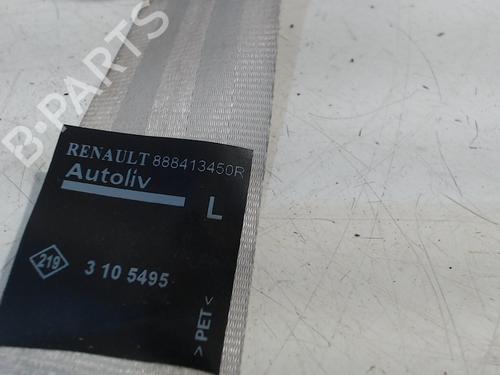 B-PARTS
RENAULT 888413450R
Autoliv
L
219
3 10 5495
>PET<